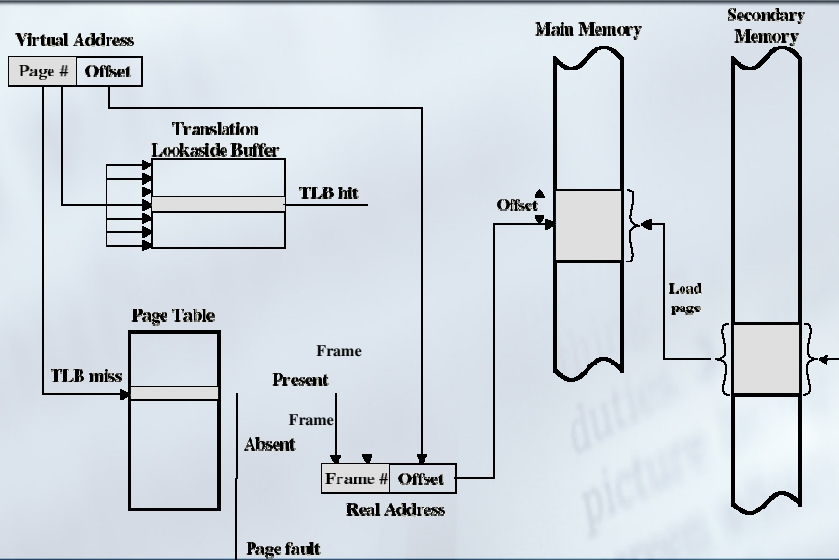 Virtual Address
Page # Offset
Translation
Lookaside Buffer
TLB hit
Main Memory
Secondary
Memory
Offset
Load
page
Page Table
TLB miss
Frame
Present
Frame
Absent
Frame # Offset
Real Address
Page fault